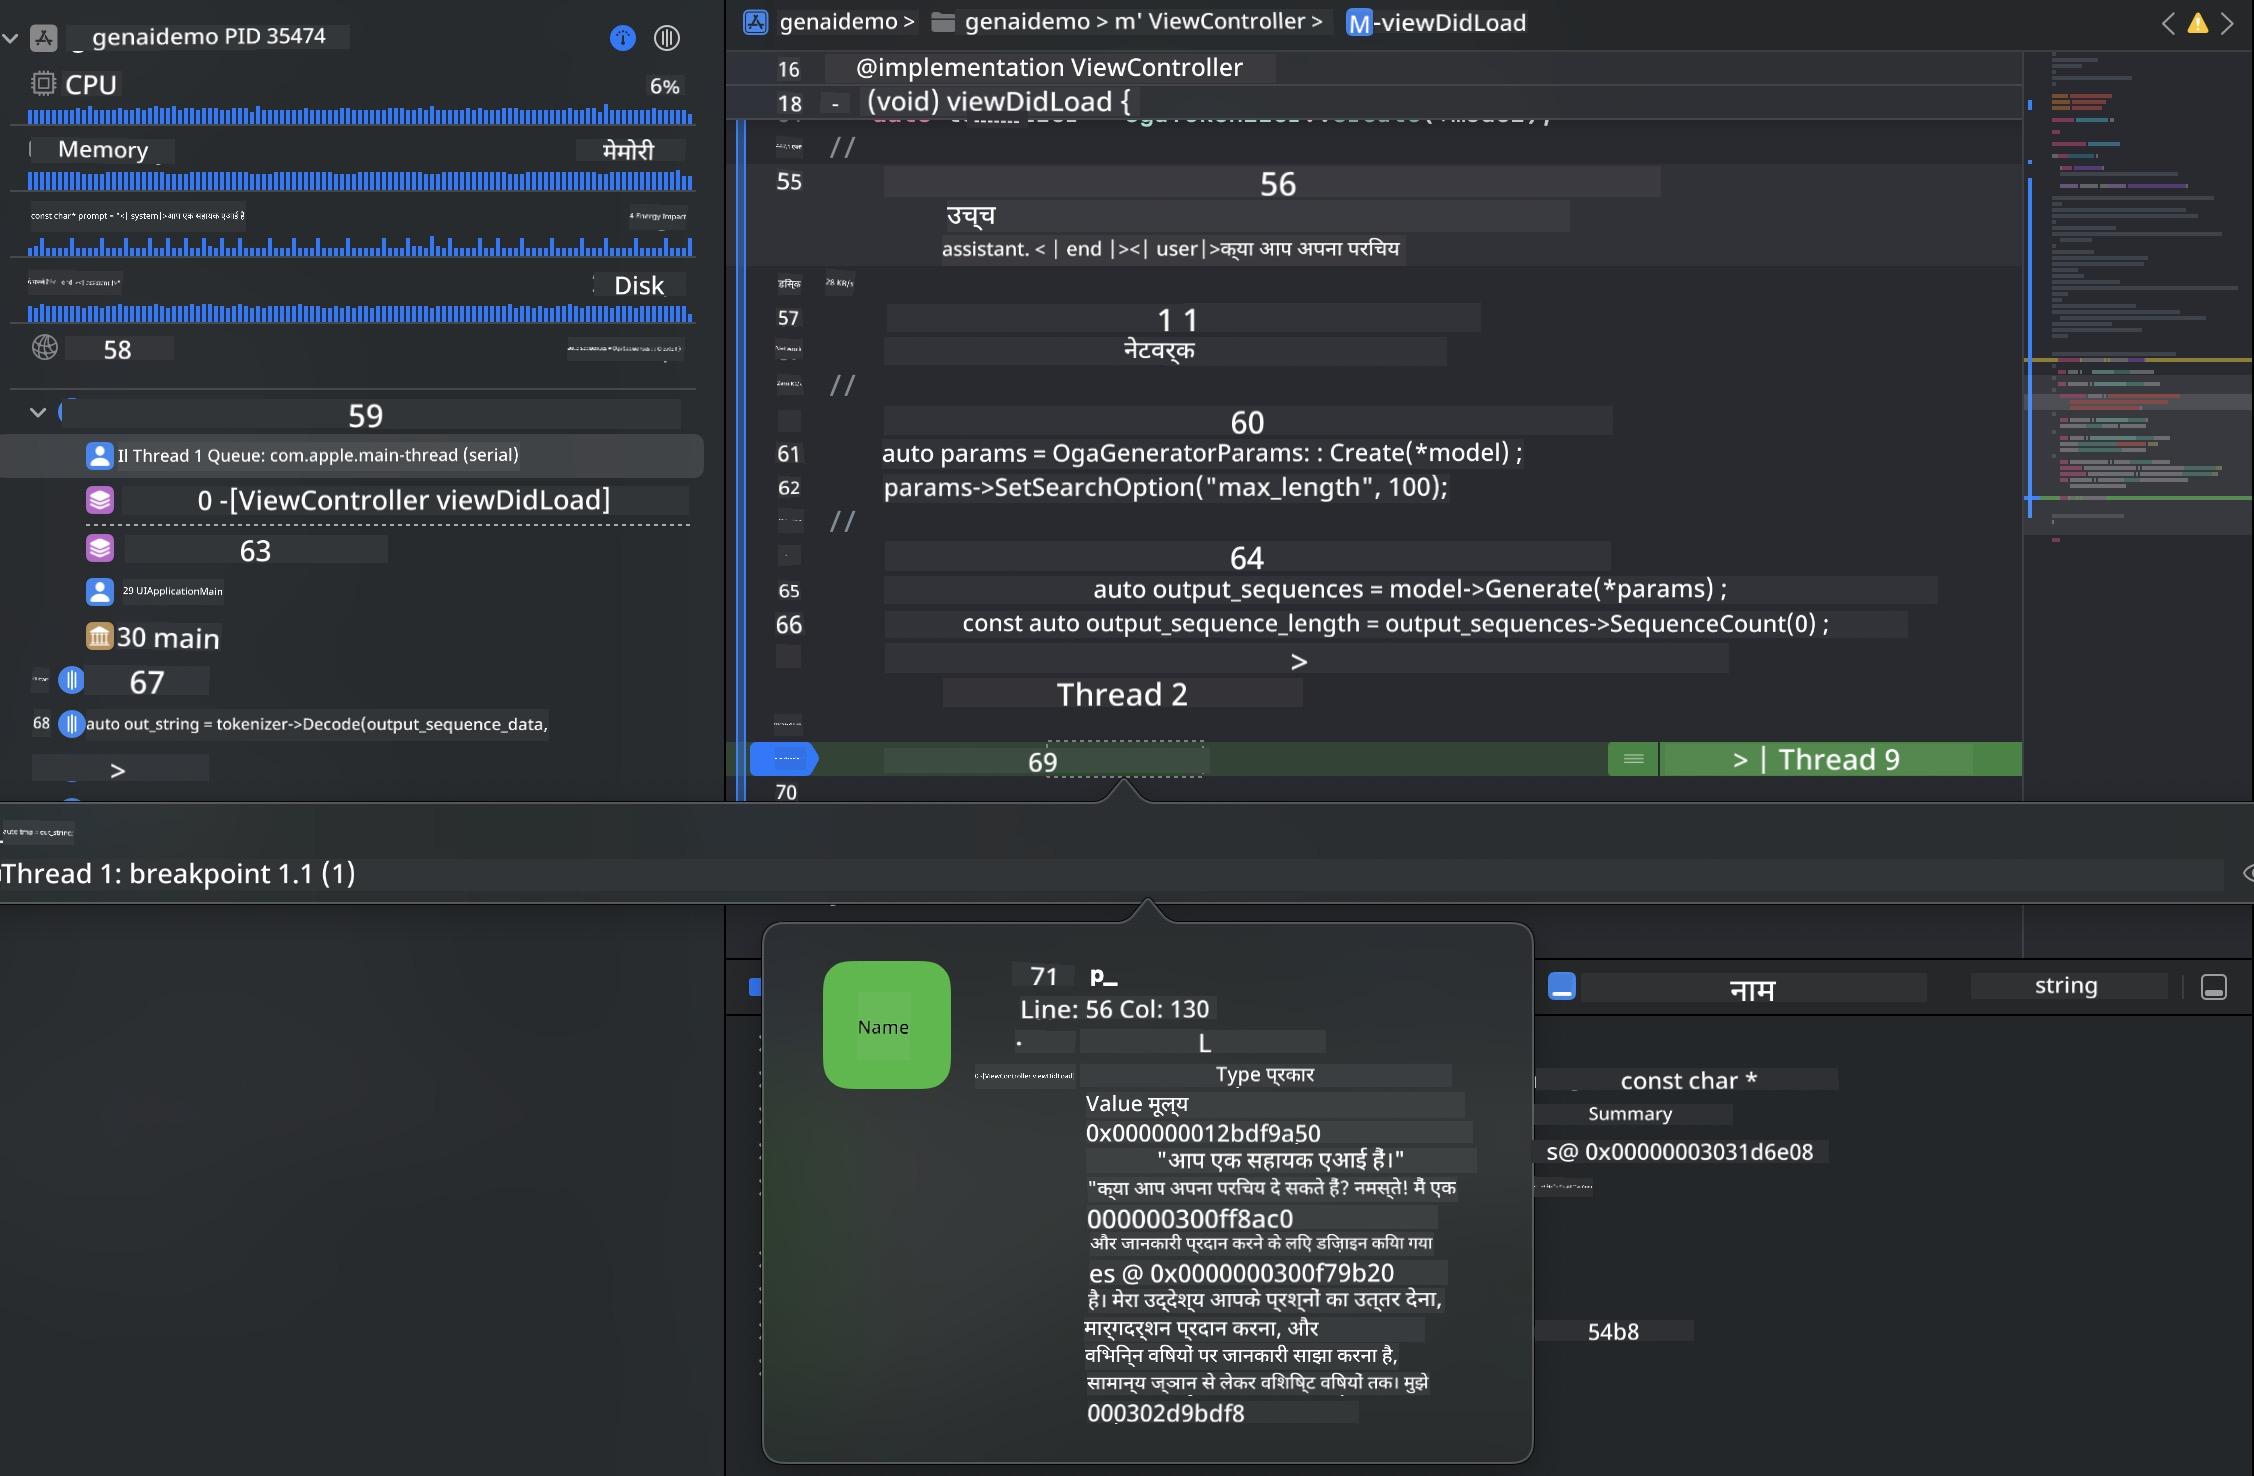 genaidemo PID 35474
CPU
6%
Memory
मेमोरी
const char* prompt = "<| system|>आप एक सहायक एआई हैं
4 Energy Impact
Disk
58
59
Il Thread 1 Queue: com.apple.main-thread (serial)
0 -[ViewController viewDidLoad]
63
29 UIApplicationMain
30 main
67
68 auto out_string = tokenizer->Decode(output_sequence_data,
>
genaidemo > genaidemo > m' ViewController > M -viewDidLoad
16 @implementation ViewController
18 - (void) viewDidLoad {
//
55 56
उच्च
assistant. < | end |><| user|>क्या आप अपना परिचय
डिस्क 28 KB/s
57 1 1
नेटवर्क
//
60
61 auto params = OgaGeneratorParams: : Create(*model) ;
62 params->SetSearchOption("max_length", 100);
//
64
65 auto output_sequences = model->Generate(*params) ;
66 const auto output_sequence_length = output_sequences->SequenceCount(0) ;
>
Thread 2
69 > | Thread 9
70
auto tmp = out_string;
Thread 1: breakpoint 1.1 (1)
Name
71 p_
Line: 56 Col: 130
L
0 -[ViewController viewDidLoad] Type प्रकार
Value मूल्य
0x000000012bdf9a50
"आप एक सहायक एआई हैं।"
"क्या आप अपना परिचय दे सकते हैं? नमस्ते! मैं एक
000000300ff8ac0
और जानकारी प्रदान करने के लिए डिज़ाइन किया गया
es @ 0x0000000300f79b20
है। मेरा उद्देश्य आपके प्रश्नों का उत्तर देना,
मार्गदर्शन प्रदान करना, और
विभिन्न विषयों पर जानकारी साझा करना है,
सामान्य ज्ञान से लेकर विशिष्ट विषयों तक। मुझे
000302d9bdf8
नाम
string
const char *
Summary
s@ 0x00000003031d6e08
54b8